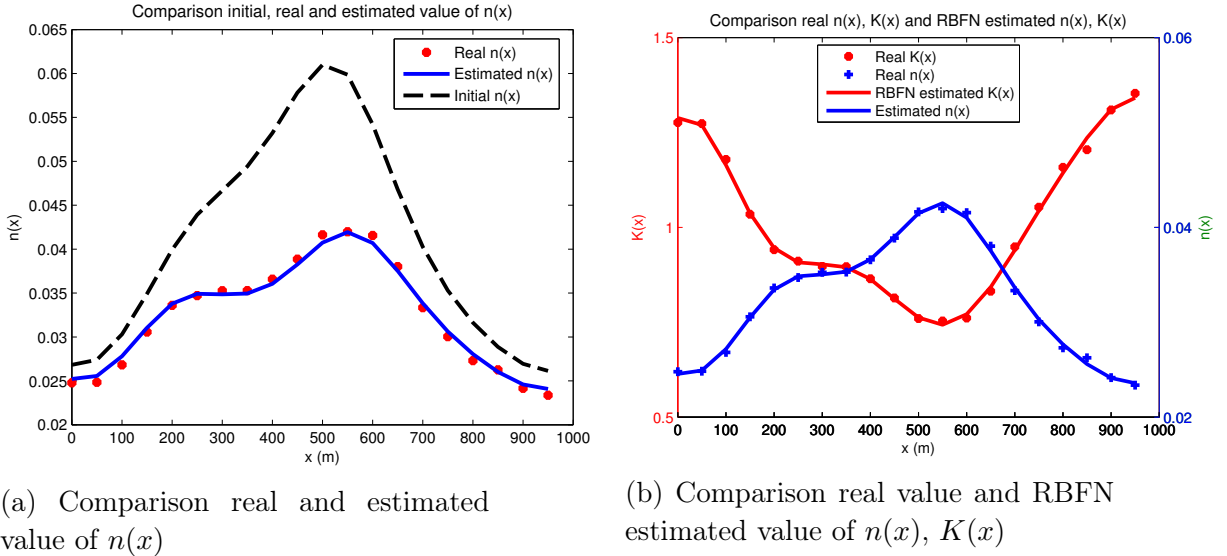 Comparison initial, real and estimated value of n(x)
0.065
0.06
0.055
0.05
0.045
0.04
0.035
0.03
0.025
0.02
n(x)
Real n(x)
Estimated n(x)
Initial n(x)
0 100 200 300 400 500 600 700 800 900 1000
x (m)
(a) Comparison real and estimated
value of n(x)
Comparison real n(x), K(x) and RBFN estimated n(x), K(x)
1.5
1
0.5
K(x)
Real K(x)
Real n(x)
RBFN estimated K(x)
Estimated n(x)
0.06
0.04
0.02
n(x)
0 100 200 300 400 500 600 700 800 900 1000
x (m)
(b) Comparison real value and RBFN
estimated value of n(x), K(x)